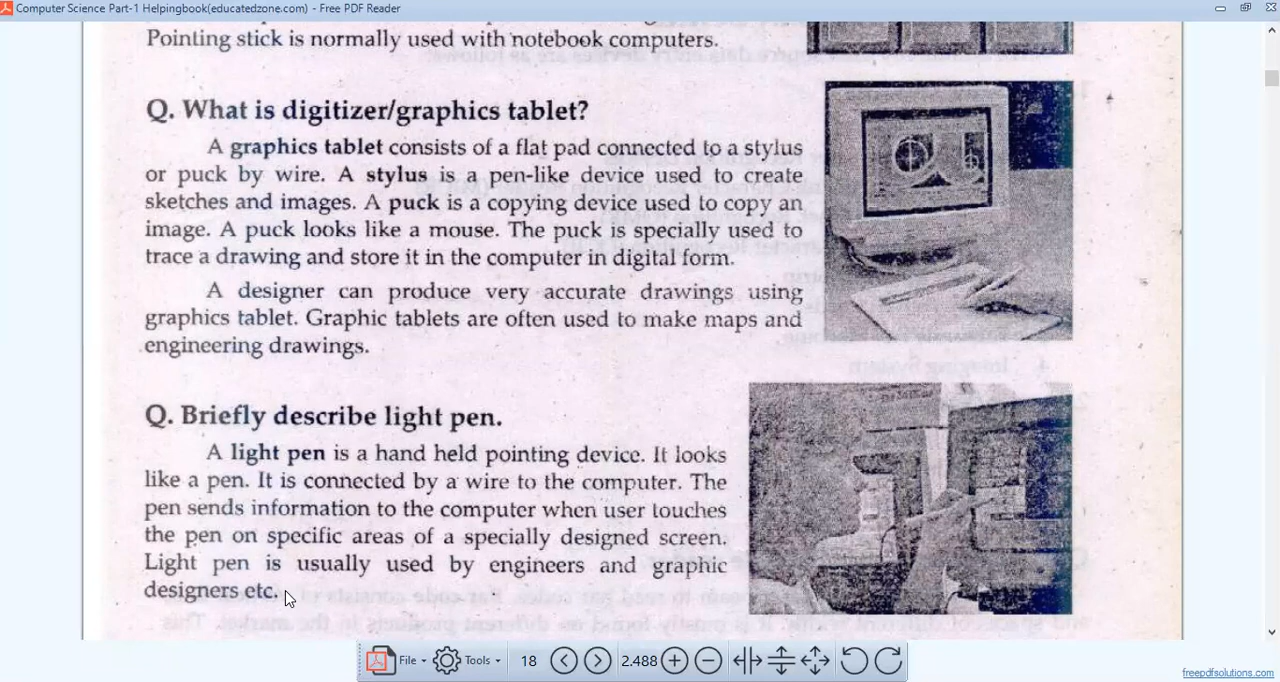 Computer Science Part-1 Helpingbook(educatedzone.com) - Free PDF Reader
Pointing stick is normally used with notebook computers.
Q. What is digitizer/graphics tablet?
A graphics tablet consists of a flat pad connected to a stylus
or puck by wire. A stylus is a pen-like device used to create
sketches and images. A puck is a copying device used to copy an
image. A puck looks like a mouse. The puck is specially used to
trace a drawing and store it in the computer in digital form.
A designer can produce very accurate drawings using
graphics tablet. Graphic tablets are often used to make maps and
engineering drawings.
Q. Briefly describe light pen.
A light pen is a hand held pointing device. It looks
like a pen. It is connected by a wire to the computer. The
pen sends information to the computer when user touches
the pen on specific areas of a specially designed screen.
Light pen is usually used by engineers and graphic
designers etc.
File Tools 18 2.488
freepdfsolutions.com